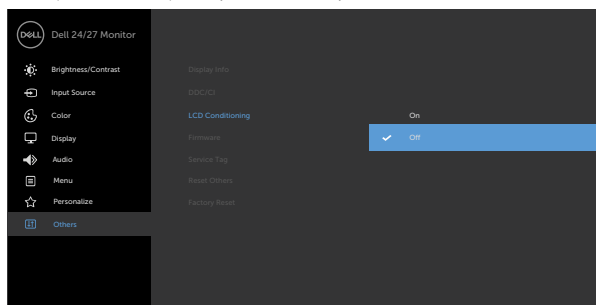 DELL Dell 24/27 Monitor
Brightness/Contrast
Input Source
Color
Display
Audio
Menu
Personalize
Others
Display Info
DDC/CI
LCD Conditioning
Firmware
Service Tag
Reset Others
Factory Reset
On
Off